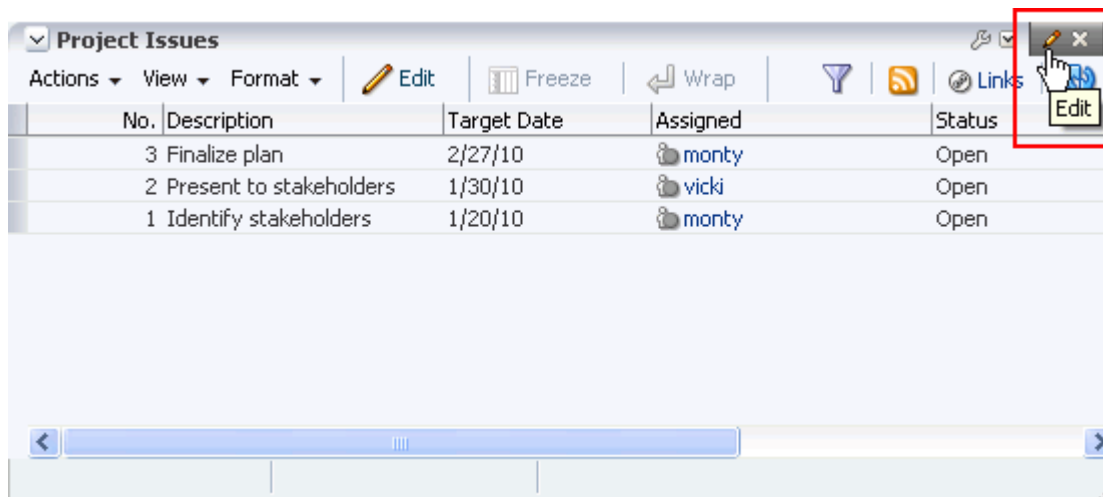 Project Issues
Actions View Format Edit Freeze Wrap Links
Edit
No. Description Target Date Assigned Status
3 Finalize plan 2/27/10 monty Open
2 Present to stakeholders 1/30/10 vicki Open
1 Identify stakeholders 1/20/10 monty Open